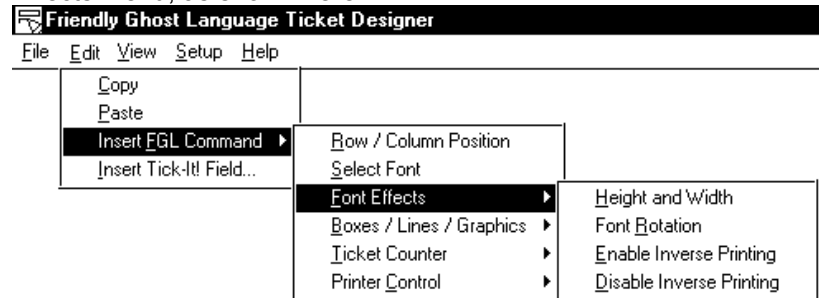 Friendly Ghost Language Ticket Designer
File Edit View Setup Help
Copy
Paste
Insert FGL Command
Insert Tick-It! Field...
Row / Column Position
Select Font
Font Effects
Boxes / Lines / Graphics
Ticket Counter
Printer Control
Height and Width
Font Rotation
Enable Inverse Printing
Disable Inverse Printing